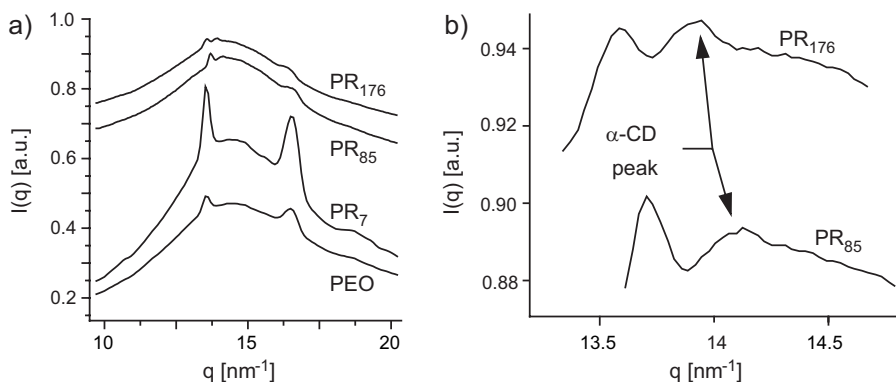 a)
I(q) [a.u.]
1.0
0.8
0.6
0.4
0.2
PR176
PR85
PR7
PEO
10
15
20
q [nm-1]
b)
I(q) [a.u.]
0.94
0.92
0.90
0.88
PR176
α-CD
peak
PR85
13.5
14
14.5
q [nm-1]